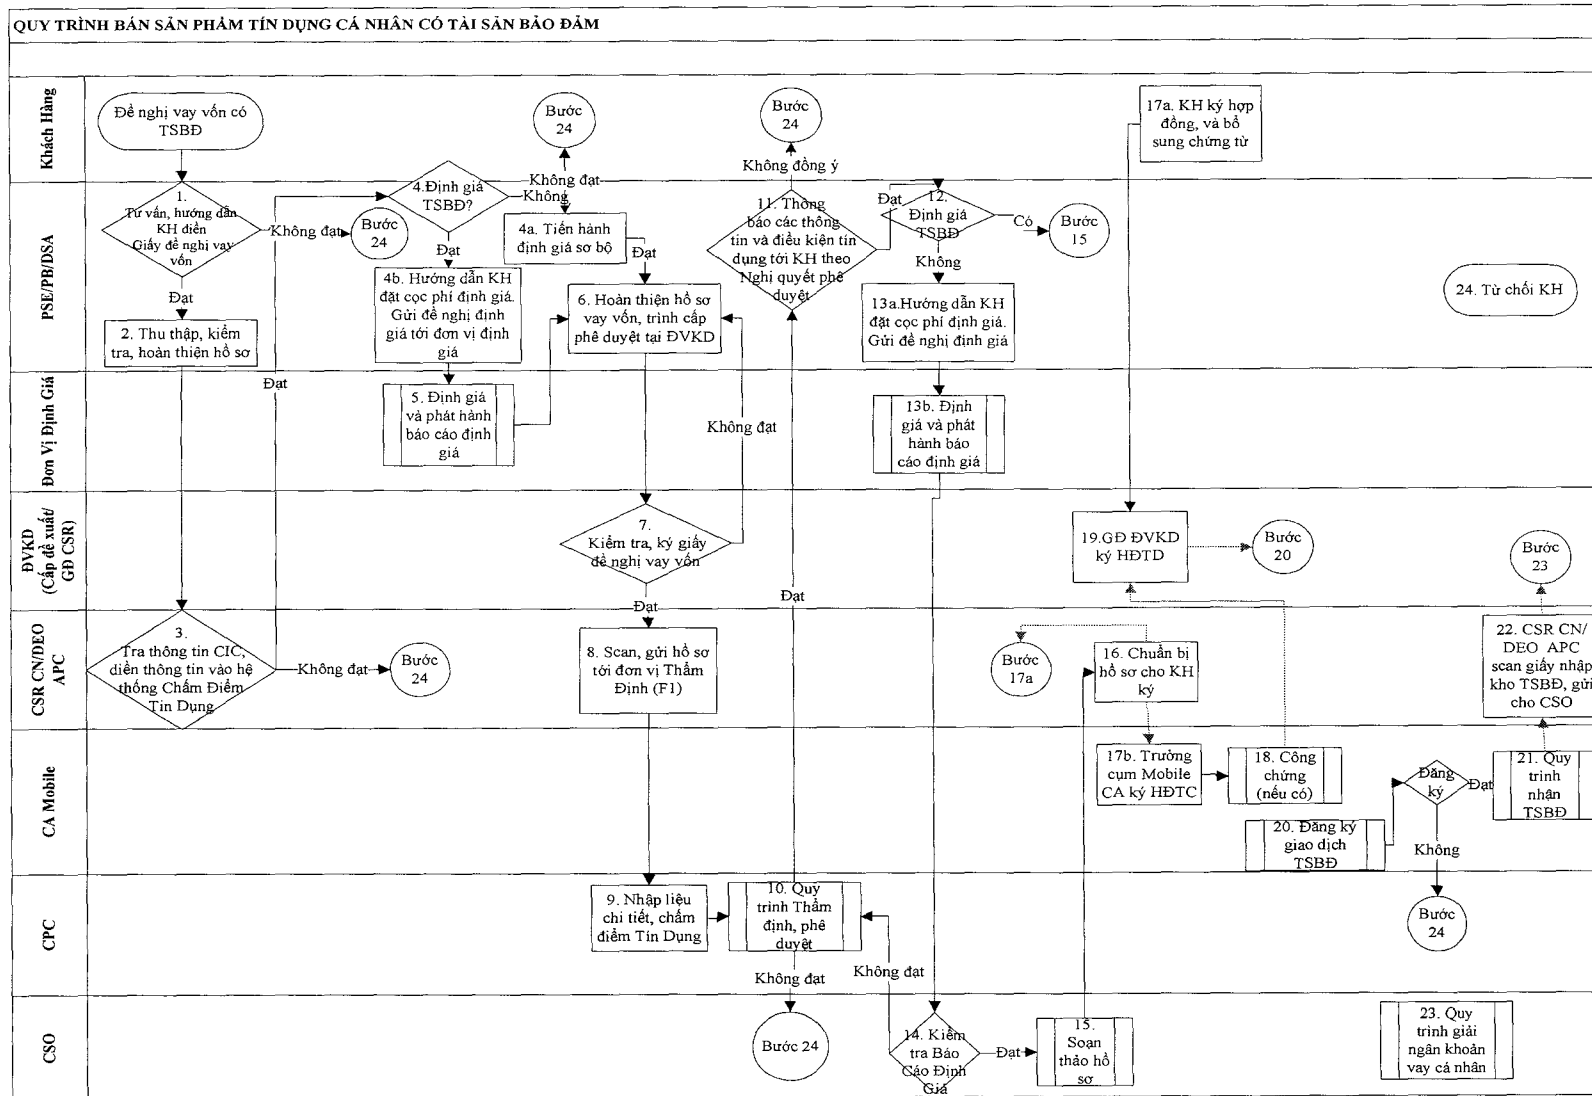 QUY TRÌNH BÁN SẢN PHẨM TÍN DỤNG CÁ NHÂN CÓ TÀI SẢN BẢO ĐẢM
Khách Hàng
Đề nghị vay vốn có
TSBĐ
Bước
24
Bước
24
17a. KH ký hợp
đồng, và bổ
sung chứng từ
Không đạt
Không đồng ý
PSE/PB/DSA
1.
Tư vấn, hướng dẫn
KH điền
Giấy đề nghị vay
vốn
Không đạt
Bước
24
4.Định giá
TSBĐ?
Không
Đạt
4a. Tiến hành
định giá sơ bộ
Đạt
11. Thông
báo các thông
tin và điều kiện tín
dụng tới KH theo
Nghị quyết phê
duyệt
Đạt
12.
Định giá
TSBĐ
Có
Bước
15
Không
Đạt
2. Thu thập, kiểm
tra, hoàn thiện hồ sơ
4b. Hướng dẫn KH
đặt cọc phí định giá.
Gửi đề nghị định
giá tới đơn vị định
giá
6. Hoàn thiện hồ sơ
vay vốn, trình cấp
phê duyệt tại ĐVKD
13a.Hướng dẫn KH
đặt cọc phí định giá.
Gửi đề nghị định giá
24. Từ chối KH
Đơn Vị Định Giá
Đạt
5. Định giá
và phát hành
báo cáo định
giá
Không đạt
13b. Định
giá và phát
hành báo
cáo định giá
ĐVKD
(Cấp đề xuất/
GĐ CSR)
7.
Kiểm tra, ký giấy
đề nghị vay vốn
Đạt
Đạt
19.GĐ ĐVKD
ký HĐTD
Bước
20
Bước
23
CSR CN/DEO
APC
3.
Tra thông tin CIC,
điền thông tin vào hệ
thống Chấm Điểm
Tín Dụng
Không đạt
Bước
24
8. Scan, gửi hồ sơ
tới đơn vị Thẩm
Định (F1)
Bước
17a
16. Chuẩn bị
hồ sơ cho KH
ký
22. CSR CN/
DEO APC
scan giấy nhập
kho TSBĐ, gửi
cho CSO
CA Mobile
17b. Trưởng
cụm Mobile
CA ký HĐTC
18. Công
chứng
(nếu có)
20. Đăng ký
giao dịch
TSBĐ
Đăng
ký
Đạt
Không
21. Quy
trình
nhận
TSBĐ
CPC
9. Nhập liệu
chi tiết, chấm
điểm Tín Dụng
10. Quy
trình Thẩm
định, phê
duyệt
Không đạt
Không đạt
Bước
24
CSO
Bước 24
14. Kiểm
tra Báo
Cáo Định
Giá
Đạt
15.
Soạn
thảo hồ
sơ
23. Quy
trình giải
ngân khoản
vay cá nhân